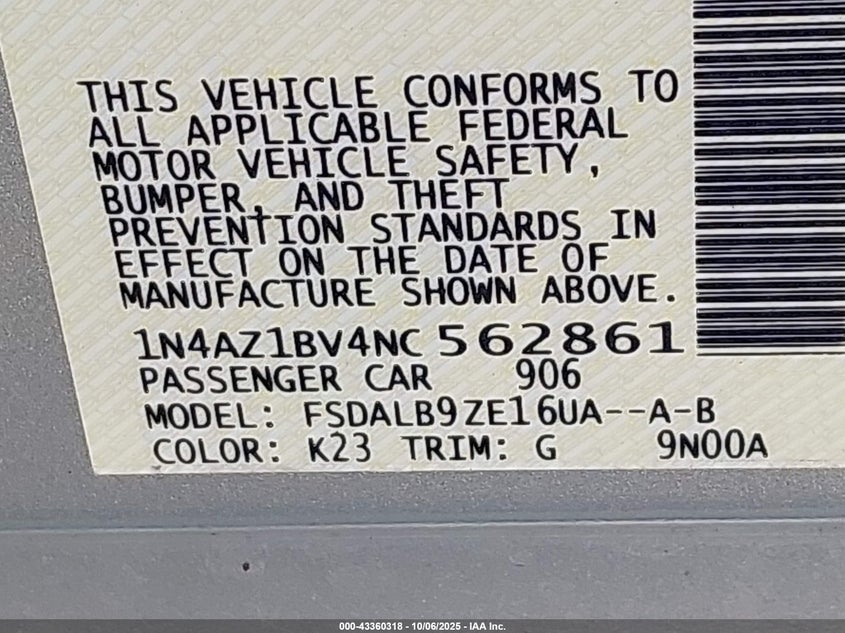 THIS VEHICLE CONFORMS TO
ALL APPLICABLE FEDERAL
MOTOR VEHICLE SAFETY,
BUMPER, AND THEFT
PREVENTION STANDARDS IN
EFFECT ON THE DATE OF
MANUFACTURE SHOWN ABOVE.
1N4AZ1BV4NC 562861
PASSENGER CAR 906
MODEL: FSDALB9ZE16UA--A-B
COLOR: K23 TRIM: G 9N00A
000-43360318 - 10/06/2025 - IAA Inc.